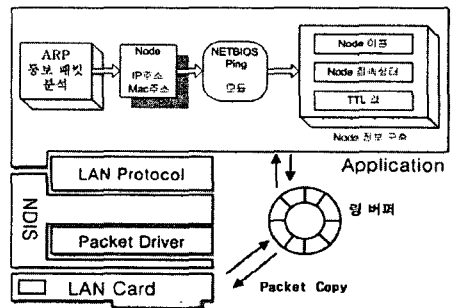 ARP
통보 패킷
분석
Node
IP주소
Mac주소
NETBIOS
Ping
모듈
Node 이름
Node 접속상태
TTL 값
Node 정보 구축
Application
LAN Protocol
NDIS
Packet Driver
LAN Card
링 버퍼
Packet Copy